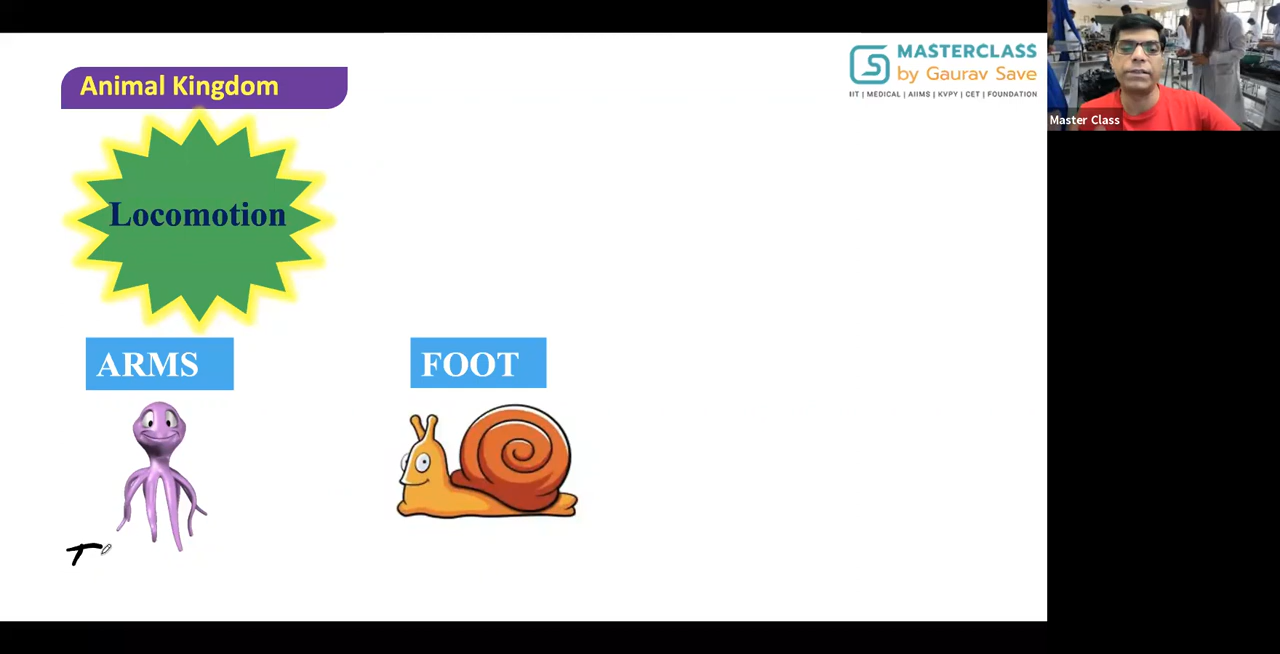 Animal Kingdom
MASTERCLASS
by Gaurav Save
IIT | MEDICAL | AIIMS | KVPY | CET | FOUNDATION
Master Class
Locomotion
ARMS
FOOT
T